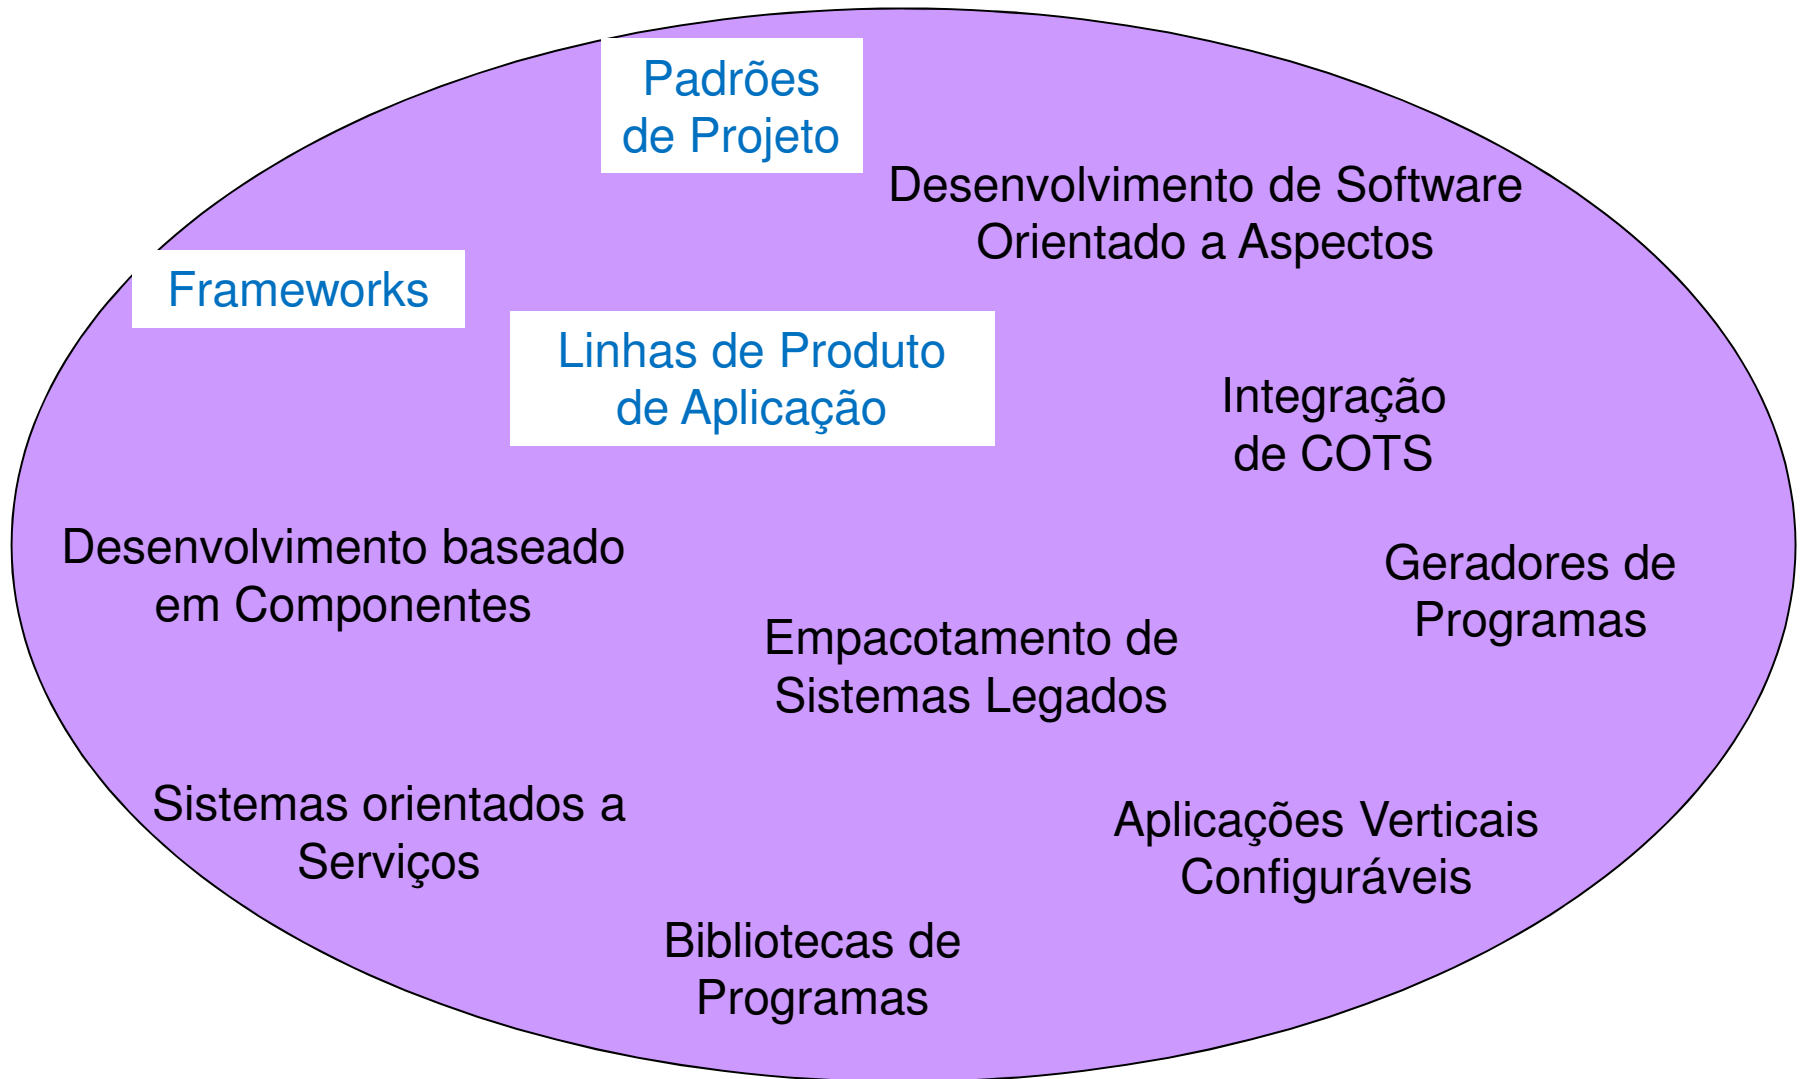 Padrões
de Projeto
Desenvolvimento de Software
Orientado a Aspectos
Frameworks
Linhas de Produto
de Aplicação
Integração
de COTS
Desenvolvimento baseado
em Componentes
Geradores de
Programas
Empacotamento de
Sistemas Legados
Sistemas orientados a
Serviços
Aplicações Verticais
Configuráveis
Bibliotecas de
Programas